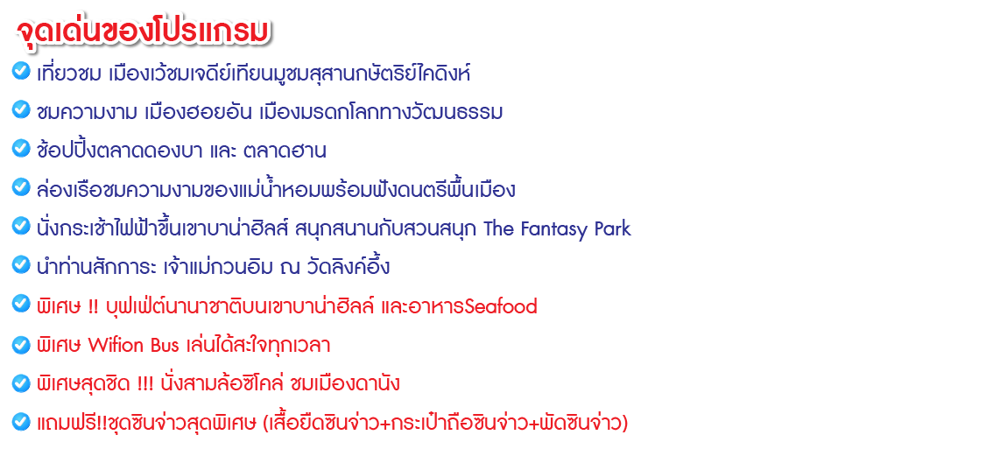 จุดเด่นของโปรแกรม
เที่ยวชม เมืองเว้ชมเจดีย์เทียนมูชมสุสานกษัตริย์ไคดิงห์
ชมความงาม เมืองฮอยอัน เมืองมรดกโลกทางวัฒนธรรม
ช้อปปิ้งตลาดดองบา และ ตลาดฮาน
ล่องเรือชมความงามของแม่น้ำหอมพร้อมฟังดนตรีพื้นเมือง
นั่งกระเช้าไฟฟ้าขึ้นเขาบาน่าฮิลส์ สนุกสนานกับสวนสนุก The Fantasy Park
นำท่านสักการะ เจ้าแม่กวนอิม ณ วัดลิงค์อึ้ง
พิเศษ !! บุฟเฟ่ต์นานาชาติบนเขาบาน่าฮิลล์ และอาหารSeafood
พิเศษ Wifion Bus เล่นได้สะใจทุกเวลา
พิเศษสุดชิด !!! นั่งสามล้อซิโคล่ ชมเมืองดานัง
แถมฟรี!!ชุดซินจ่าวสุดพิเศษ (เสื้อยืดซินจ่าว+กระเป๋าถือซินจ่าว+พัดซินจ่าว)